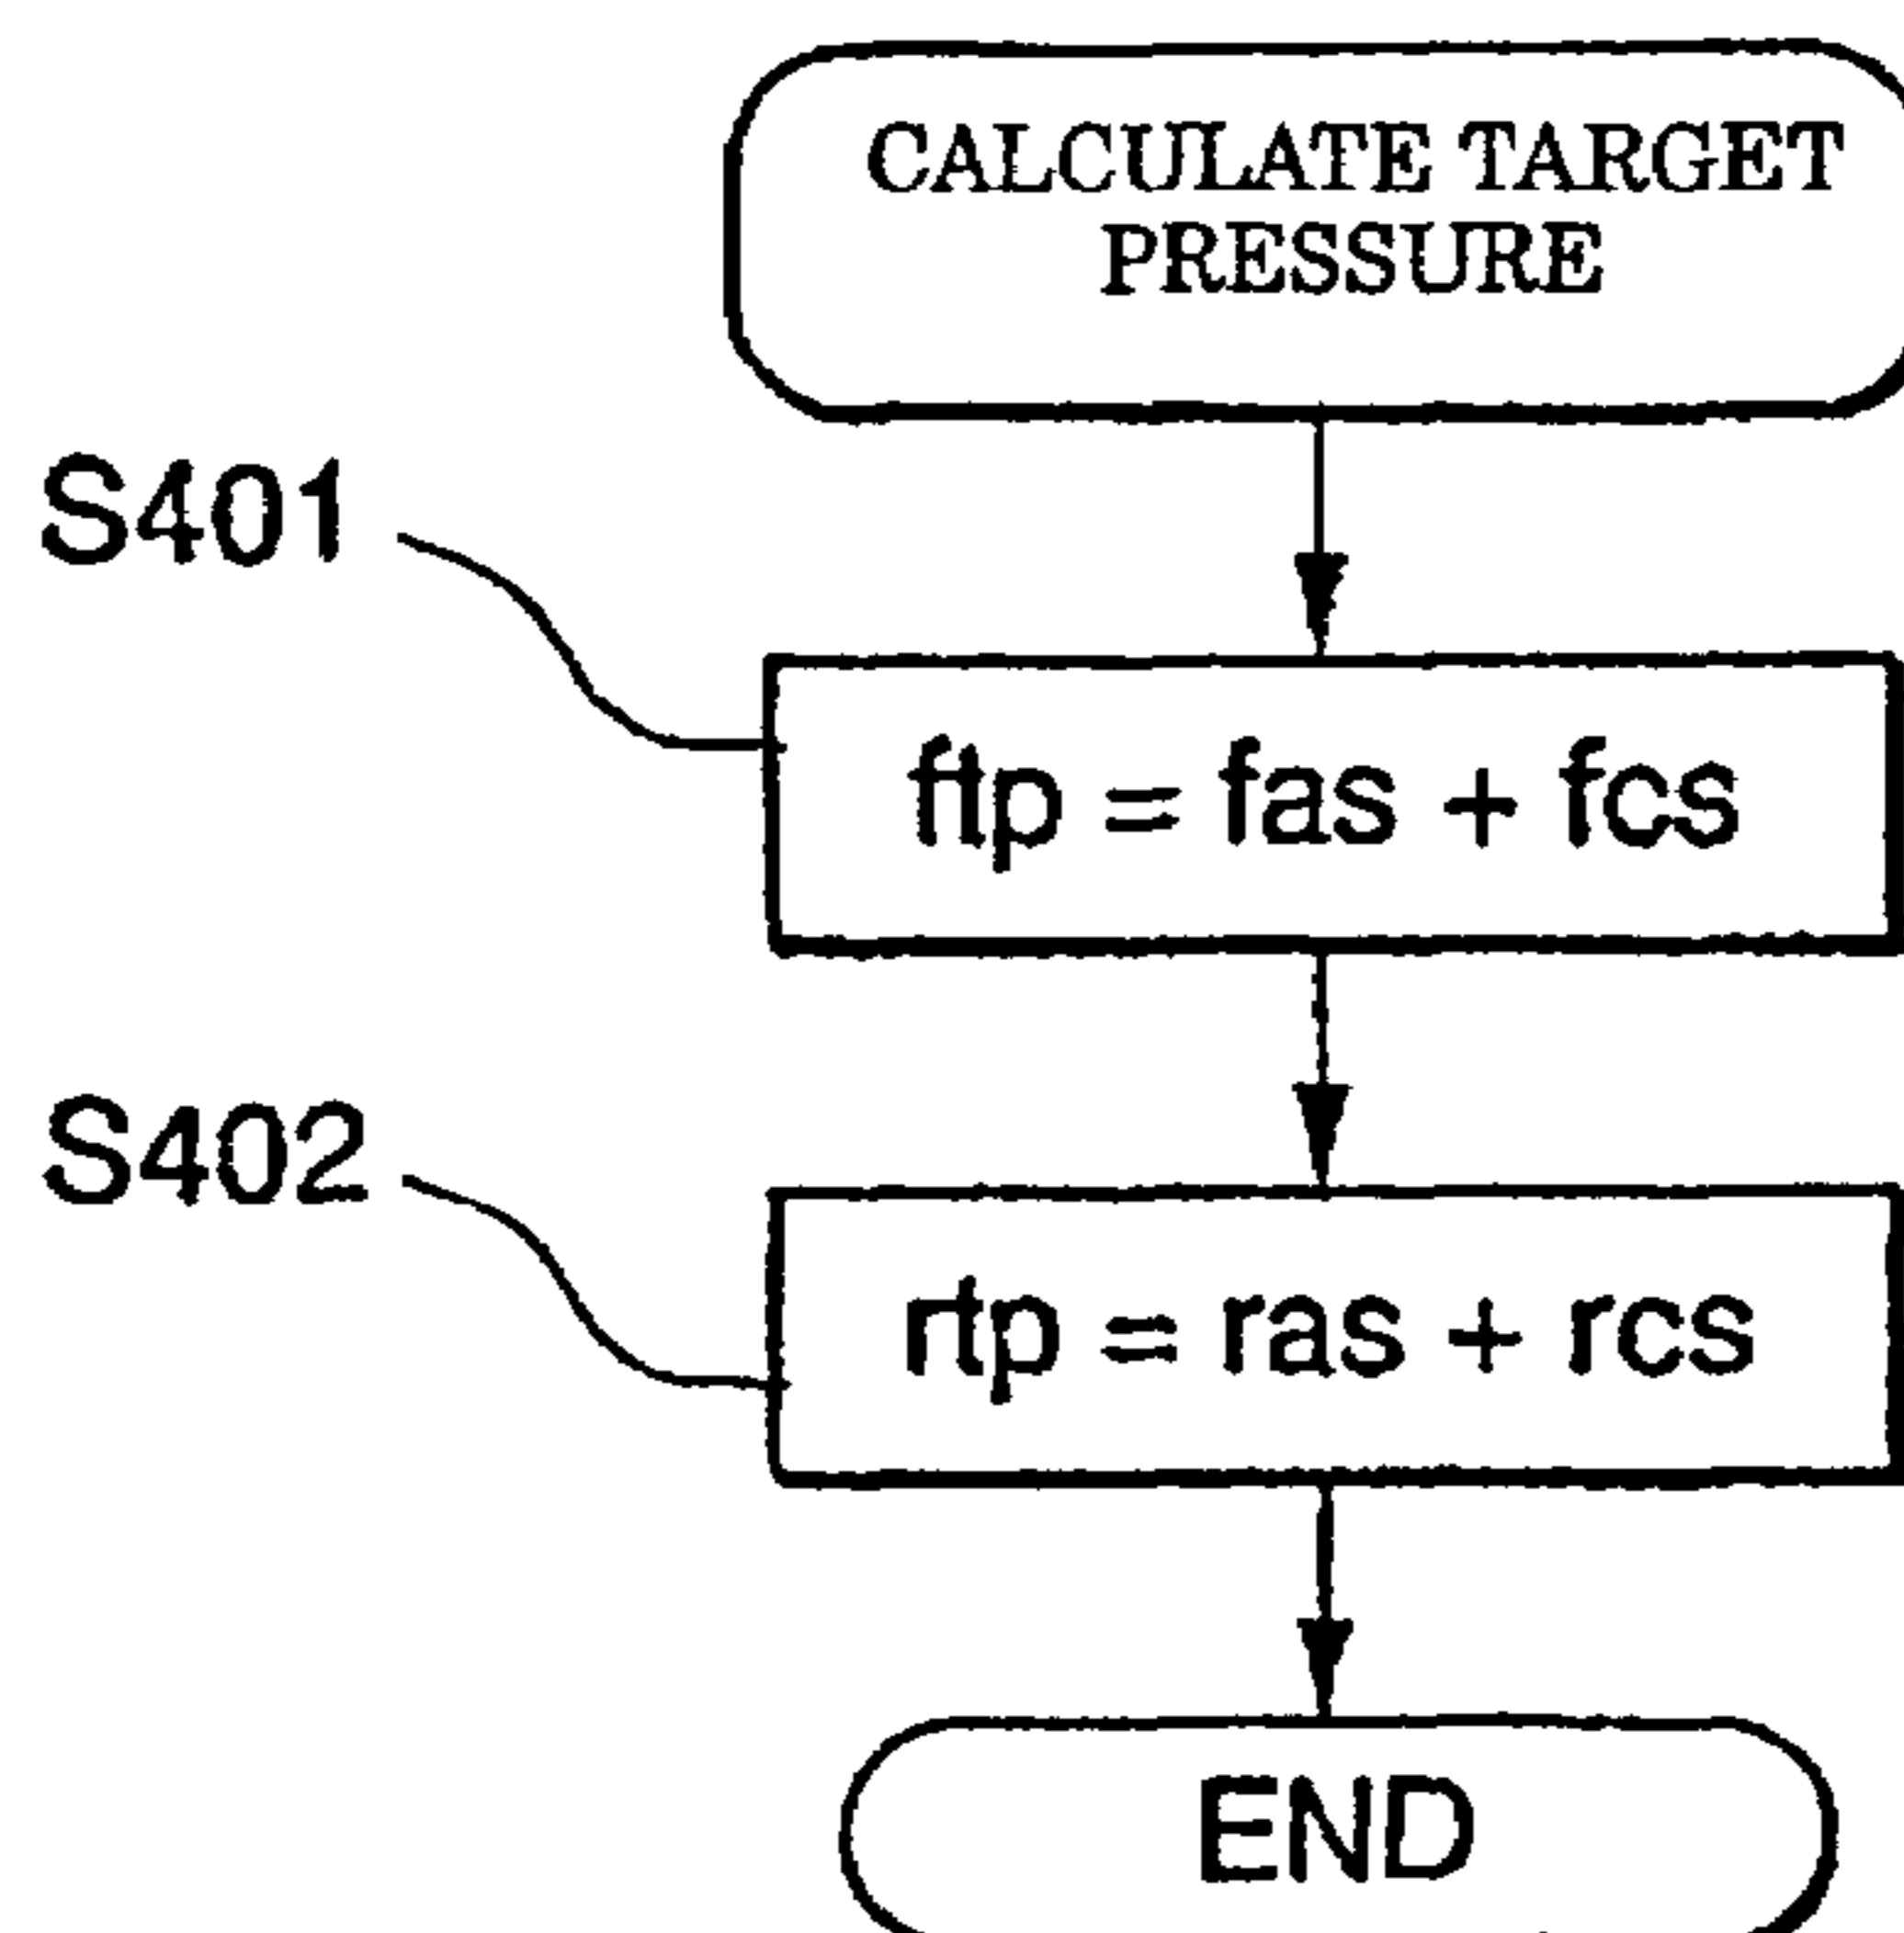 CALCULATE TARGET
PRESSURE
S401
ftp = fas + fcs
S402
rtp = ras + rcs
END